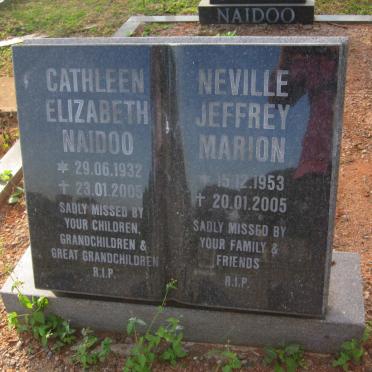 NAIDOO
CATHLEEN
ELIZABETH
NAIDOO
* 29.06.1932
† 23.01.2005
SADLY MISSED BY
YOUR CHILDREN,
GRANDCHILDREN &
GREAT GRANDCHILDREN
R.I.P.
NEVILLE
JEFFREY
MARION
* 15.12.1953
† 20.01.2005
SADLY MISSED BY
YOUR FAMILY &
FRIENDS
R.I.P.